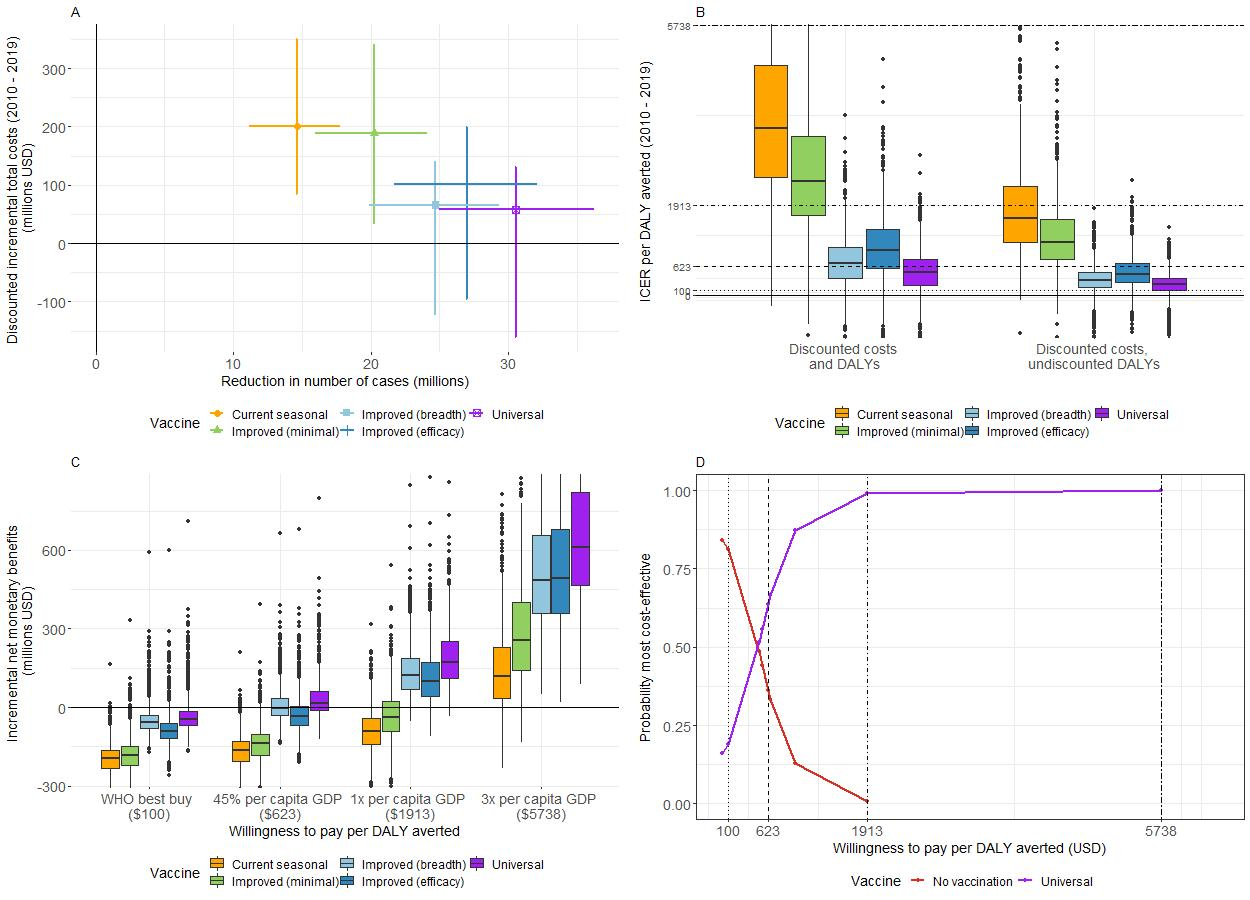 A
Discounted incremental total costs (2010 - 2019)
(millions USD)
300
200
100
0
-100
0
10
20
30
Reduction in number of cases (millions)
Vaccine
Current seasonal
Improved (breadth)
Universal
Improved (minimal)
Improved (efficacy)
B
ICER per DALY averted (2010 - 2019)
5738
1913
623
100
0
Discounted costs
and DALYs
Discounted costs,
undiscounted DALYs
Vaccine
Current seasonal
Improved (breadth)
Universal
Improved (minimal)
Improved (efficacy)
C
Incremental net monetary benefits
(millions USD)
600
300
0
-300
WHO best buy
($100)
45% per capita GDP
($623)
1x per capita GDP
($1913)
3x per capita GDP
($5738)
Willingness to pay per DALY averted
Vaccine
Current seasonal
Improved (breadth)
Universal
Improved (minimal)
Improved (efficacy)
D
Probability most cost-effective
1.00
0.75
0.50
0.25
0.00
100
623
1913
5738
Willingness to pay per DALY averted (USD)
Vaccine
No vaccination
Universal